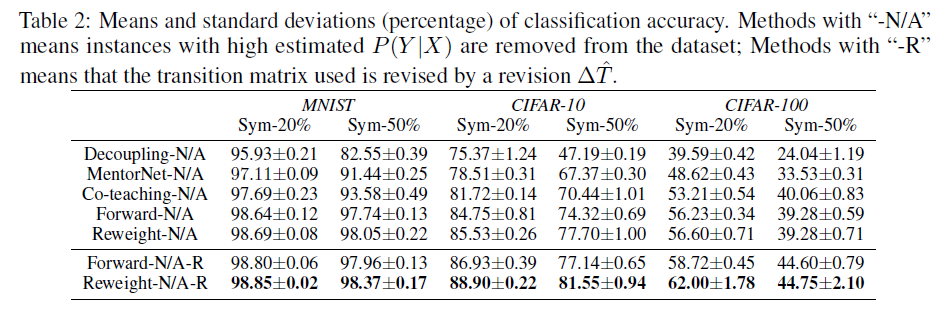 Table 2: Means and standard deviations (percentage) of classification accuracy. Methods with “-N/A”
means instances with high estimated P(Y|X) are removed from the dataset; Methods with “-R”
means that the transition matrix used is revised by a revision ΔT̂.
MNIST CIFAR-10 CIFAR-100
Sym-20% Sym-50% Sym-20% Sym-50% Sym-20% Sym-50%
Decoupling-N/A 95.93±0.21 82.55±0.39 75.37±1.24 47.19±0.19 39.59±0.42 24.04±1.19
MentorNet-N/A 97.11±0.09 91.44±0.25 78.51±0.31 67.37±0.30 48.62±0.43 33.53±0.31
Co-teaching-N/A 97.69±0.23 93.58±0.49 81.72±0.14 70.44±1.01 53.21±0.54 40.06±0.83
Forward-N/A 98.64±0.12 97.74±0.13 84.75±0.81 74.32±0.69 56.23±0.34 39.28±0.59
Reweight-N/A 98.69±0.08 98.05±0.22 85.53±0.26 77.70±1.00 56.60±0.71 39.28±0.71
Forward-N/A-R 98.80±0.06 97.96±0.13 86.93±0.39 77.14±0.65 58.72±0.45 44.60±0.79
Reweight-N/A-R 98.85±0.02 98.37±0.17 88.90±0.22 81.55±0.94 62.00±1.78 44.75±2.10